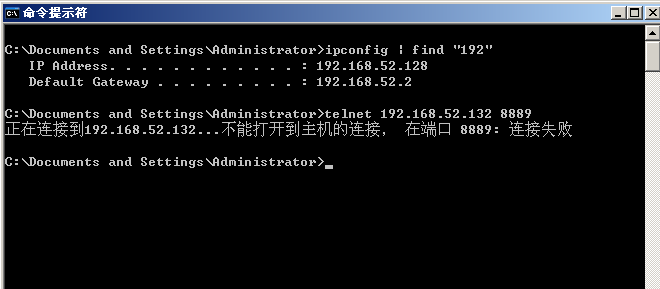 命令提示符
C:\Documents and Settings\Administrator>ipconfig | find "192"
IP Address. . . . . . . . . . . . : 192.168.52.128
Default Gateway . . . . . . . . . : 192.168.52.2
C:\Documents and Settings\Administrator>telnet 192.168.52.132 8889
正在连接到192.168.52.132...不能打开到主机的连接， 在端口 8889: 连接失败
C:\Documents and Settings\Administrator>_